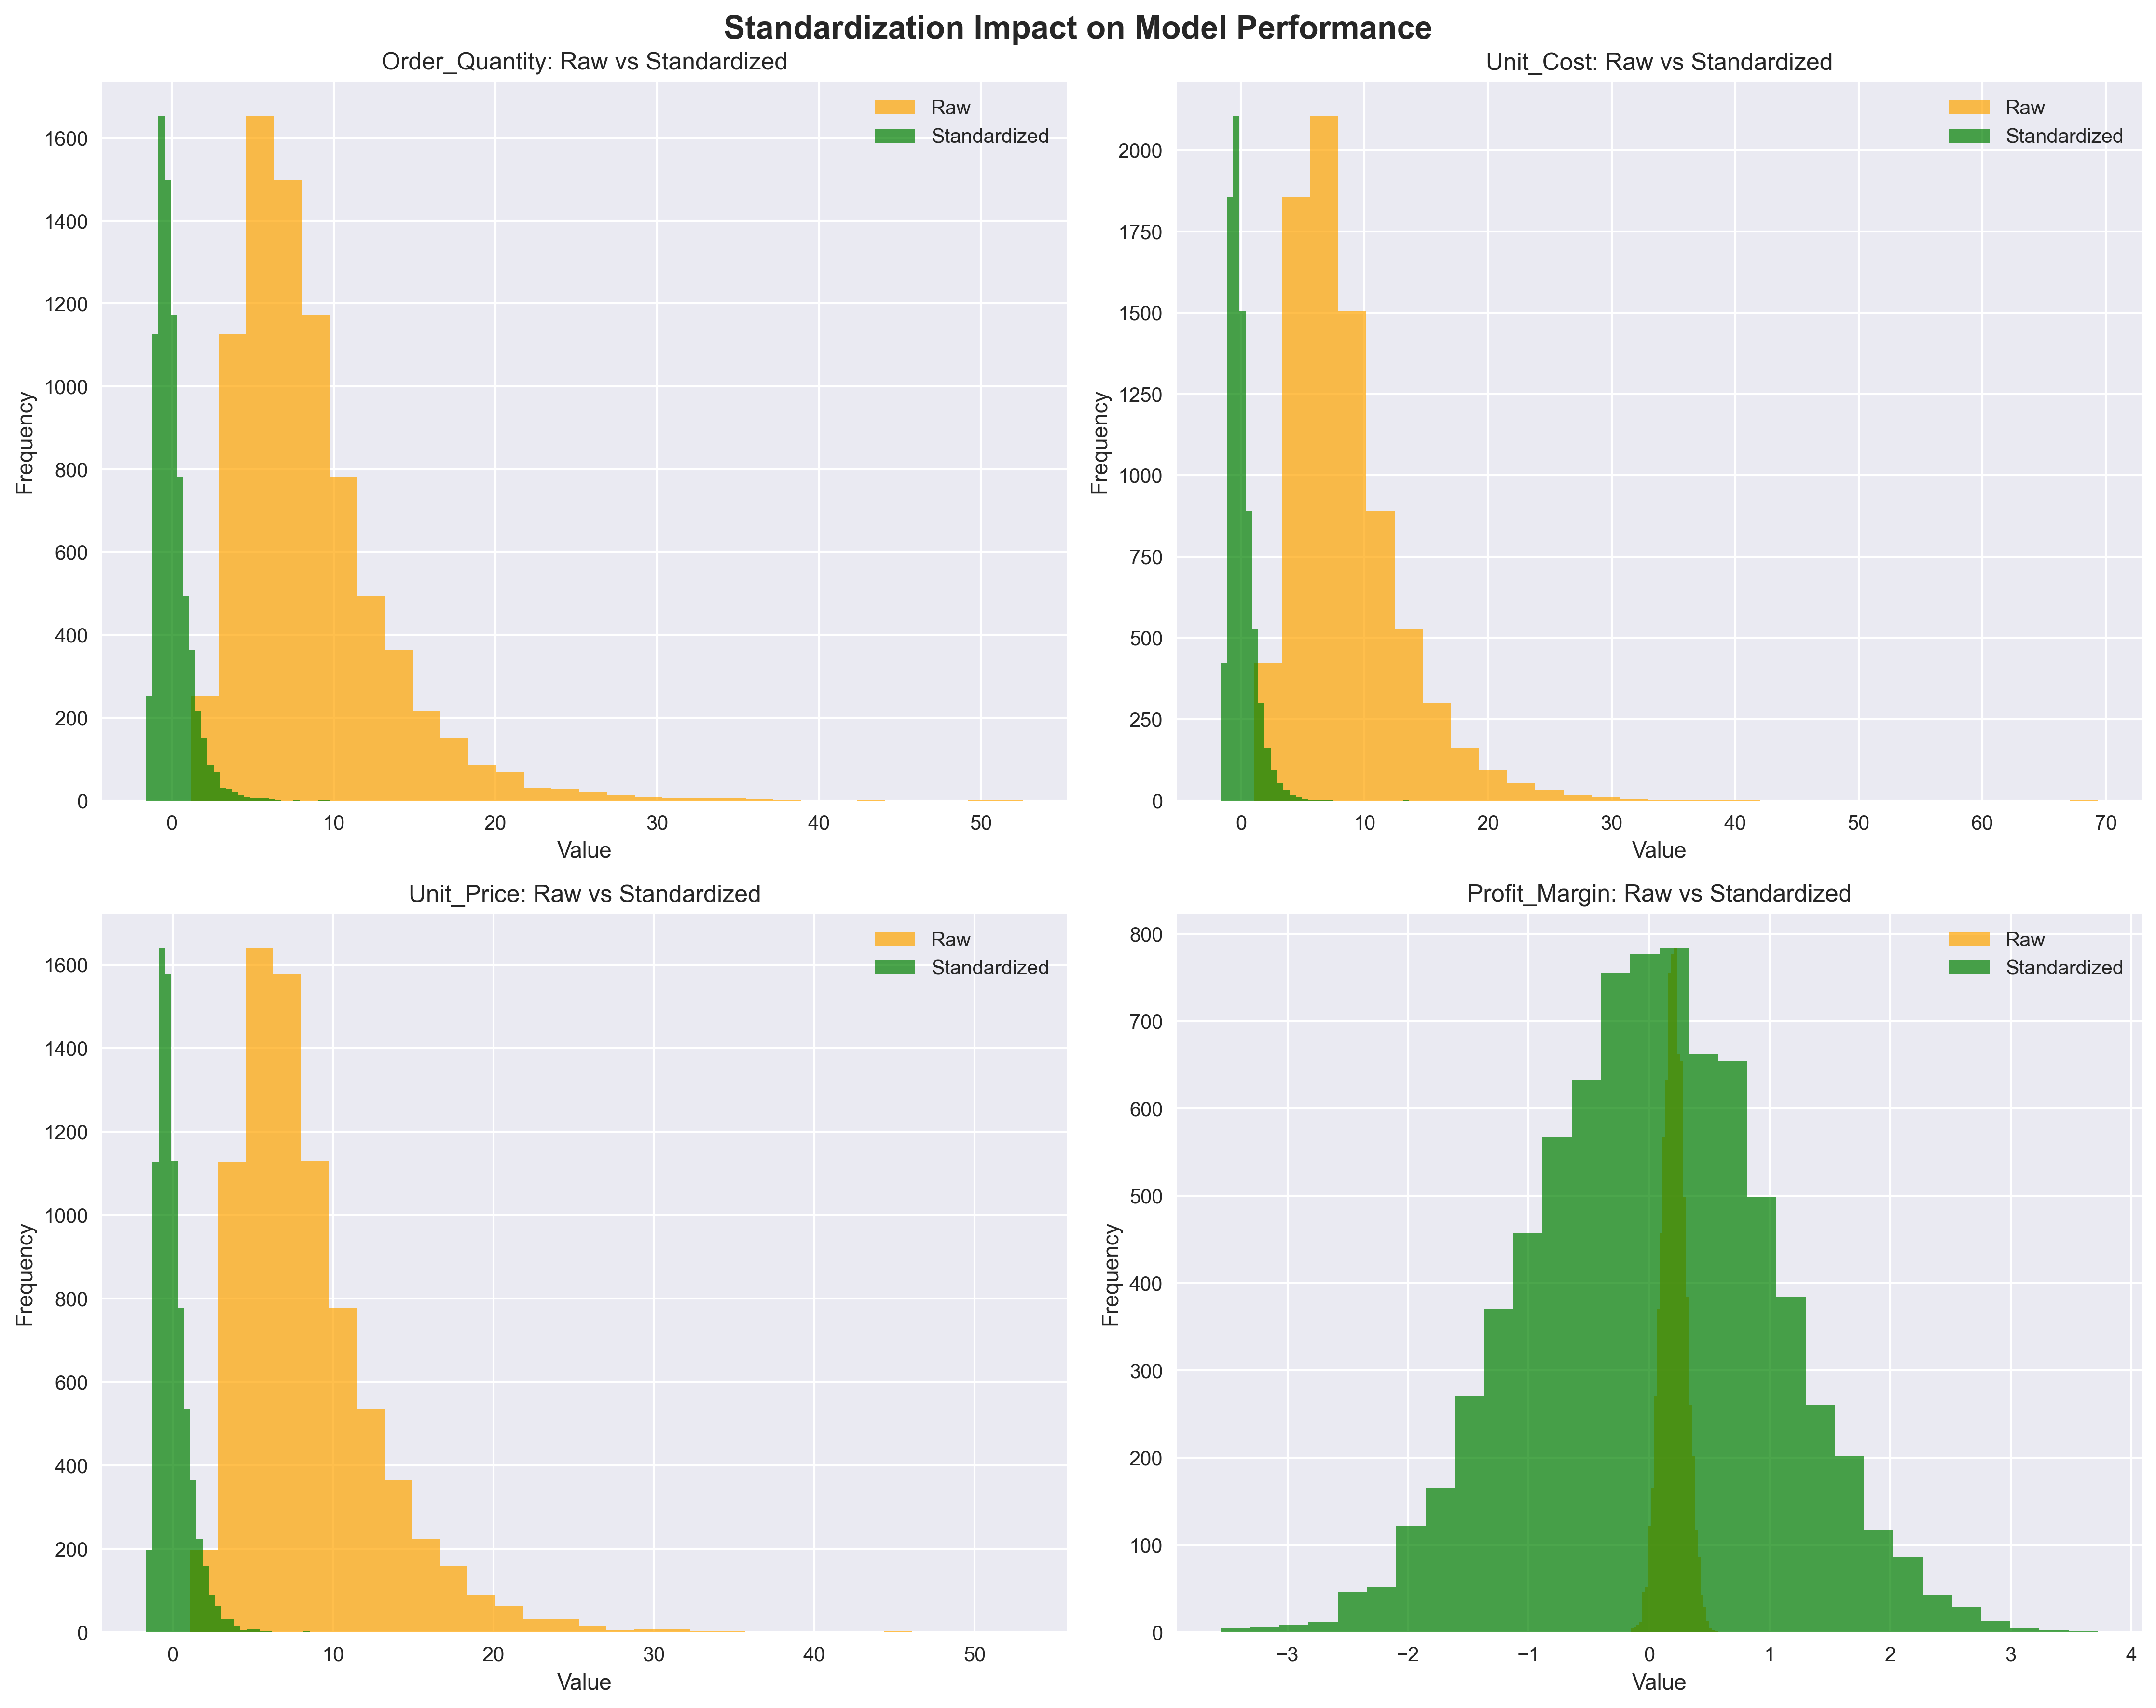 Standardization Impact on Model Performance
Order_Quantity: Raw vs Standardized
Raw
Standardized
1600
1400
1200
1000
800
600
400
200
0
Frequency
0 10 20 30 40 50
Value
Unit_Cost: Raw vs Standardized
Raw
Standardized
2000
1750
1500
1250
1000
750
500
250
0
Frequency
0 10 20 30 40 50 60 70
Value
Unit_Price: Raw vs Standardized
Raw
Standardized
1600
1400
1200
1000
800
600
400
200
0
Frequency
0 10 20 30 40 50
Value
Profit_Margin: Raw vs Standardized
Raw
Standardized
800
700
600
500
400
300
200
100
0
Frequency
−3 −2 −1 0 1 2 3 4
Value